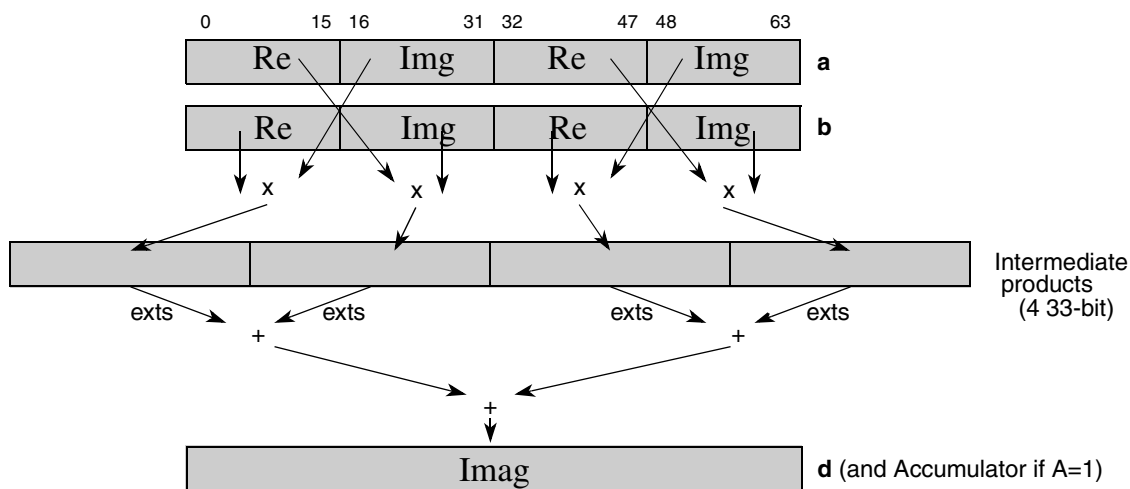 0 15 16 31 32 47 48 63
Re Img Re Img a
Re Img Re Img b
x x x x
Intermediate
products
(4 33-bit)
exts exts exts exts
+ +
+
Imag d (and Accumulator if A=1)